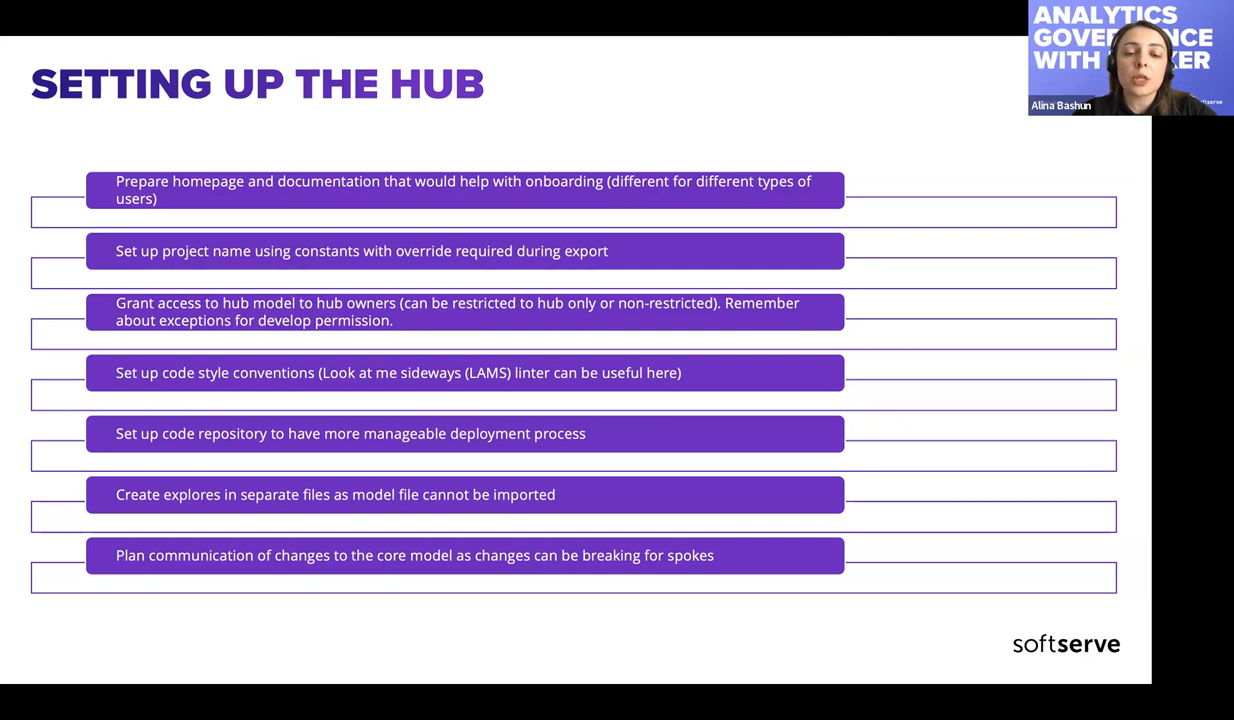 SETTING UP THE HUB
ANALYTICS
WITH
Alina Bashun
Prepare homepage and documentation that would help with onboarding (different for different types of
users)
Set up project name using constants with override required during export
Grant access to hub model to hub owners (can be restricted to hub only or non-restricted). Remember
about exceptions for develop permission.
Set up code style conventions (Look at me sideways (LAMS) linter can be useful here)
Set up code repository to have more manageable deployment process
Create explores in separate files as model file cannot be imported
Plan communication of changes to the core model as changes can be breaking for spokes
softserve